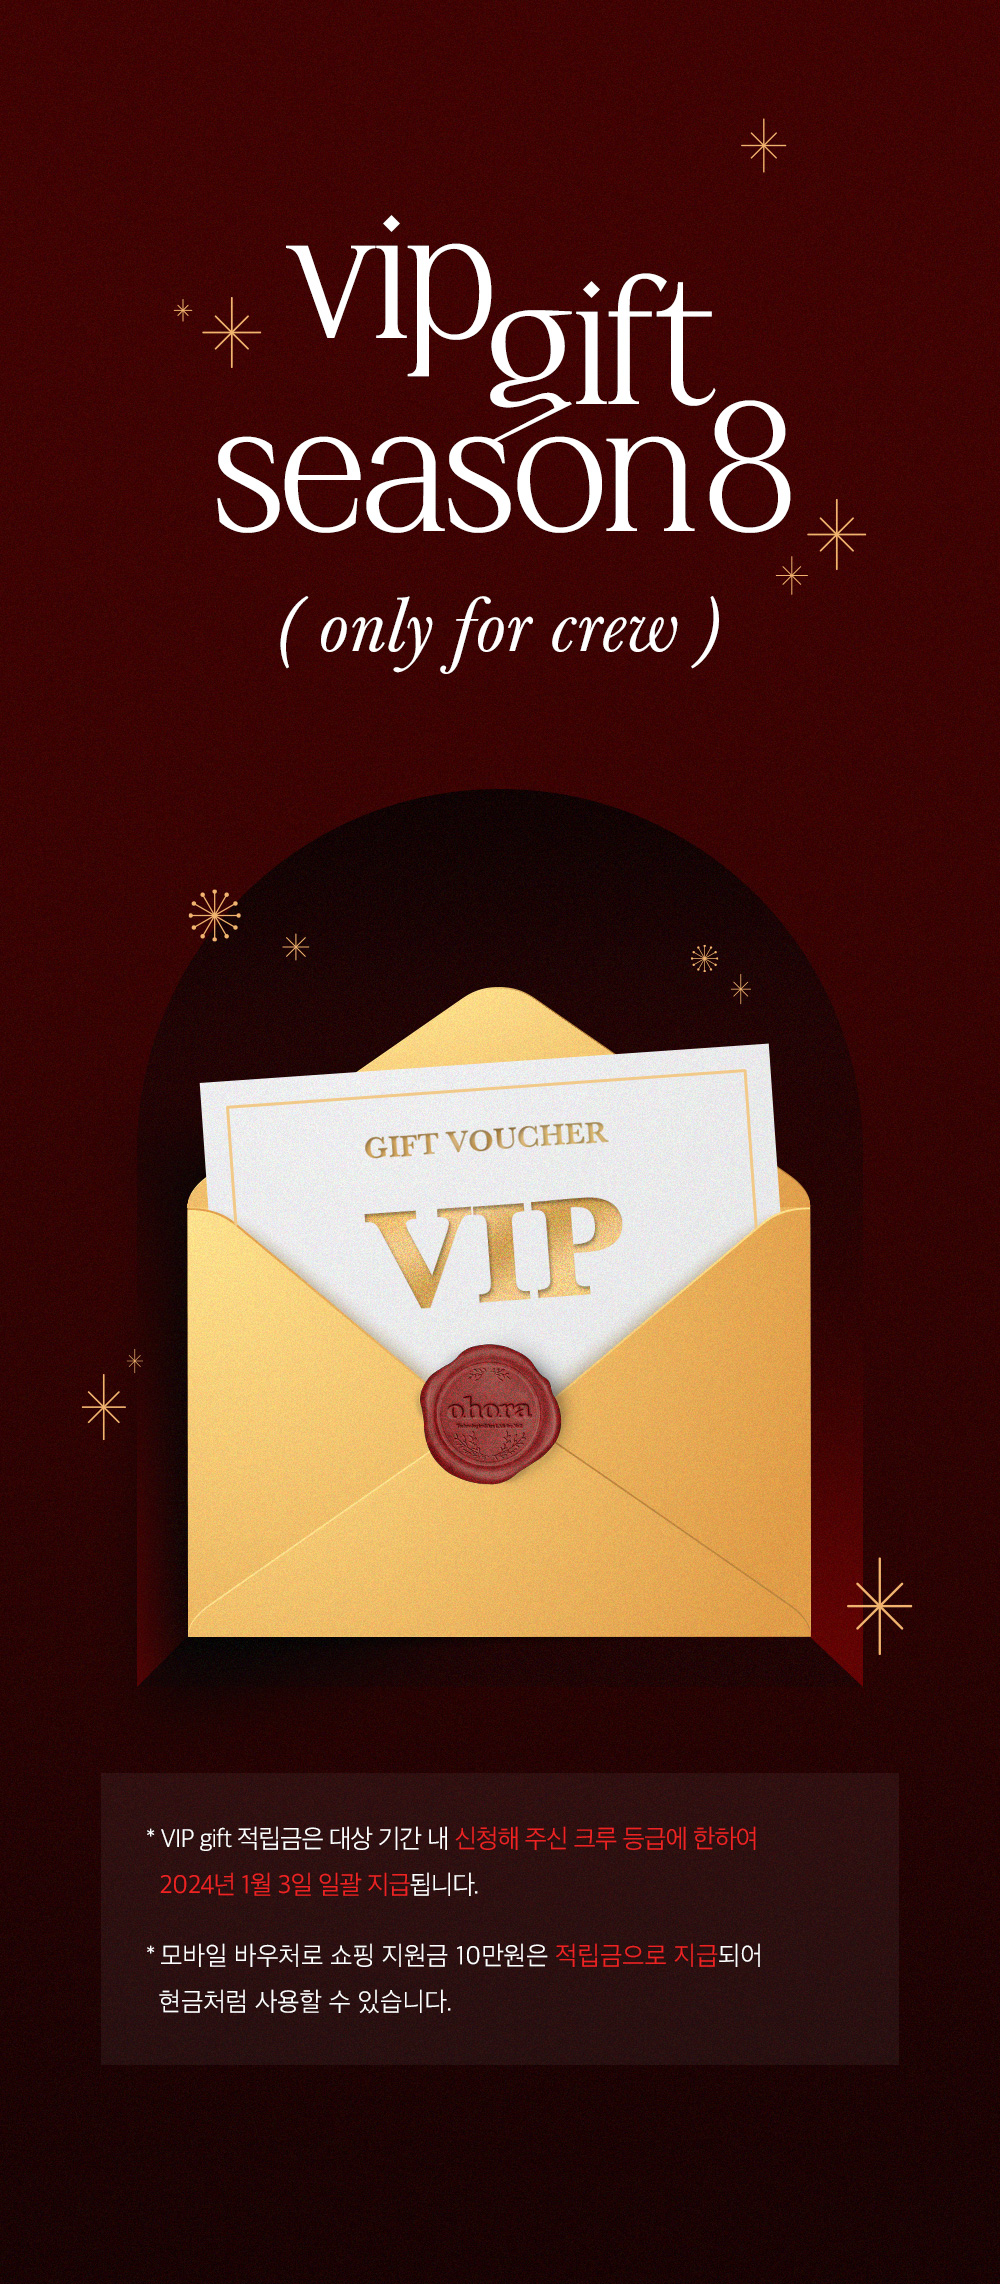 vip
gift
season 8
( only for crew )
GIFT VOUCHER
VIP
ohora
* VIP gift 적립금은 대상 기간 내 신청해 주신 크루 등급에 한하여
2024년 1월 3일 일괄 지급됩니다.
* 모바일 바우처로 쇼핑 지원금 10만원은 적립금으로 지급되어
현금처럼 사용할 수 있습니다.